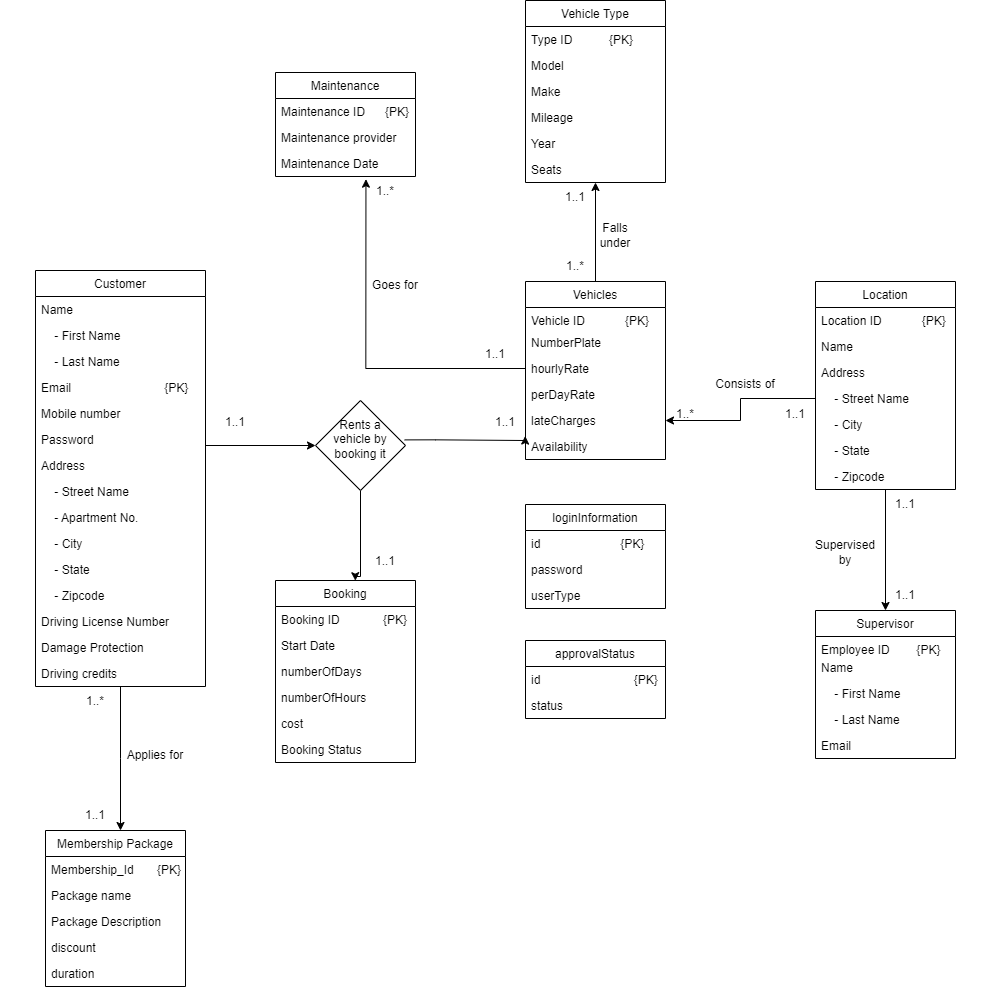 Vehicle Type
Type ID {PK}
Model
Make
Mileage
Year
Seats
Maintenance
Maintenance ID {PK}
Maintenance provider
Maintenance Date
1..*
1..1
Falls
under
1..*
Goes for
1..1
Customer
Name
- First Name
- Last Name
Email {PK}
Mobile number
Password
Address
- Street Name
- Apartment No.
- City
- State
- Zipcode
Driving License Number
Damage Protection
Driving credits
1..1
Rents a
vehicle by
booking it
1..1
Vehicles
Vehicle ID {PK}
NumberPlate
hourlyRate
perDayRate
lateCharges
Availability
1..*
Consists of
1..1
Location
Location ID {PK}
Name
Address
- Street Name
- City
- State
- Zipcode
1..1
Supervised
by
1..1
Supervisor
Employee ID {PK}
Name
- First Name
- Last Name
Email
loginInformation
id {PK}
password
userType
approvalStatus
id {PK}
status
1..1
Booking
Booking ID {PK}
Start Date
numberOfDays
numberOfHours
cost
Booking Status
1..*
Applies for
1..1
Membership Package
Membership_Id {PK}
Package name
Package Description
discount
duration